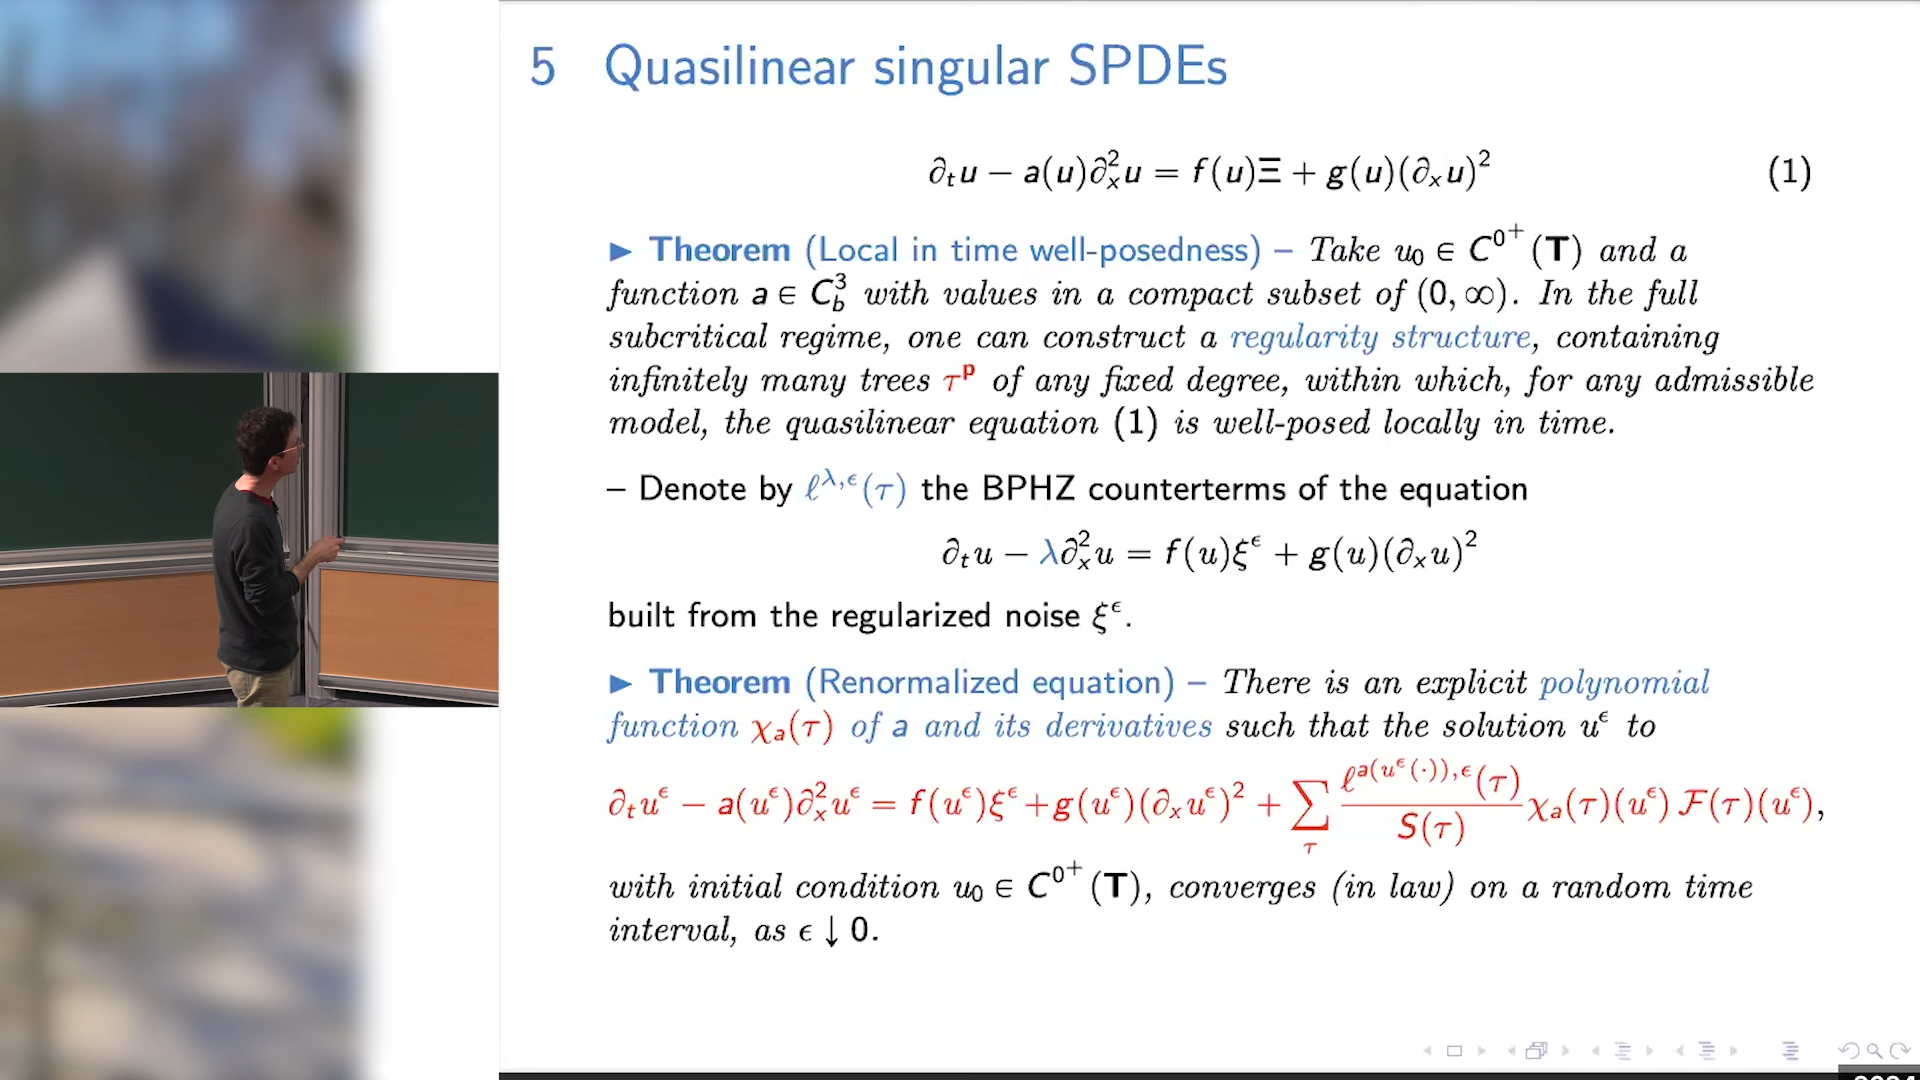 5 Quasilinear singular SPDEs
∂ₜu − a(u)∂ₓ²u = f(u)Ξ + g(u)(∂ₓu)² (1)
▶ Theorem (Local in time well-posedness) – Take u₀ ∈ C^{0⁺}(T) and a
function a ∈ C_b^3 with values in a compact subset of (0, ∞). In the full
subcritical regime, one can construct a regularity structure, containing
infinitely many trees τ^p of any fixed degree, within which, for any admissible
model, the quasilinear equation (1) is well-posed locally in time.
– Denote by ℓ^{λ,ϵ}(τ) the BPHZ counterterms of the equation
∂ₜu − λ∂ₓ²u = f(u)ξ^ϵ + g(u)(∂ₓu)²
built from the regularized noise ξ^ϵ.
▶ Theorem (Renormalized equation) – There is an explicit polynomial
function χ_a(τ) of a and its derivatives such that the solution u^ϵ to
∂ₜu^ϵ − a(u^ϵ)∂ₓ²u^ϵ = f(u^ϵ)ξ^ϵ + g(u^ϵ)(∂ₓu^ϵ)² + ∑_τ \frac{ℓ^{a(u^ϵ(·)),ϵ}(τ)}{S(τ)} χ_a(τ)(u^ϵ) F(τ)(u^ϵ),
with initial condition u₀ ∈ C^{0⁺}(T), converges (in law) on a random time
interval, as ϵ ↓ 0.